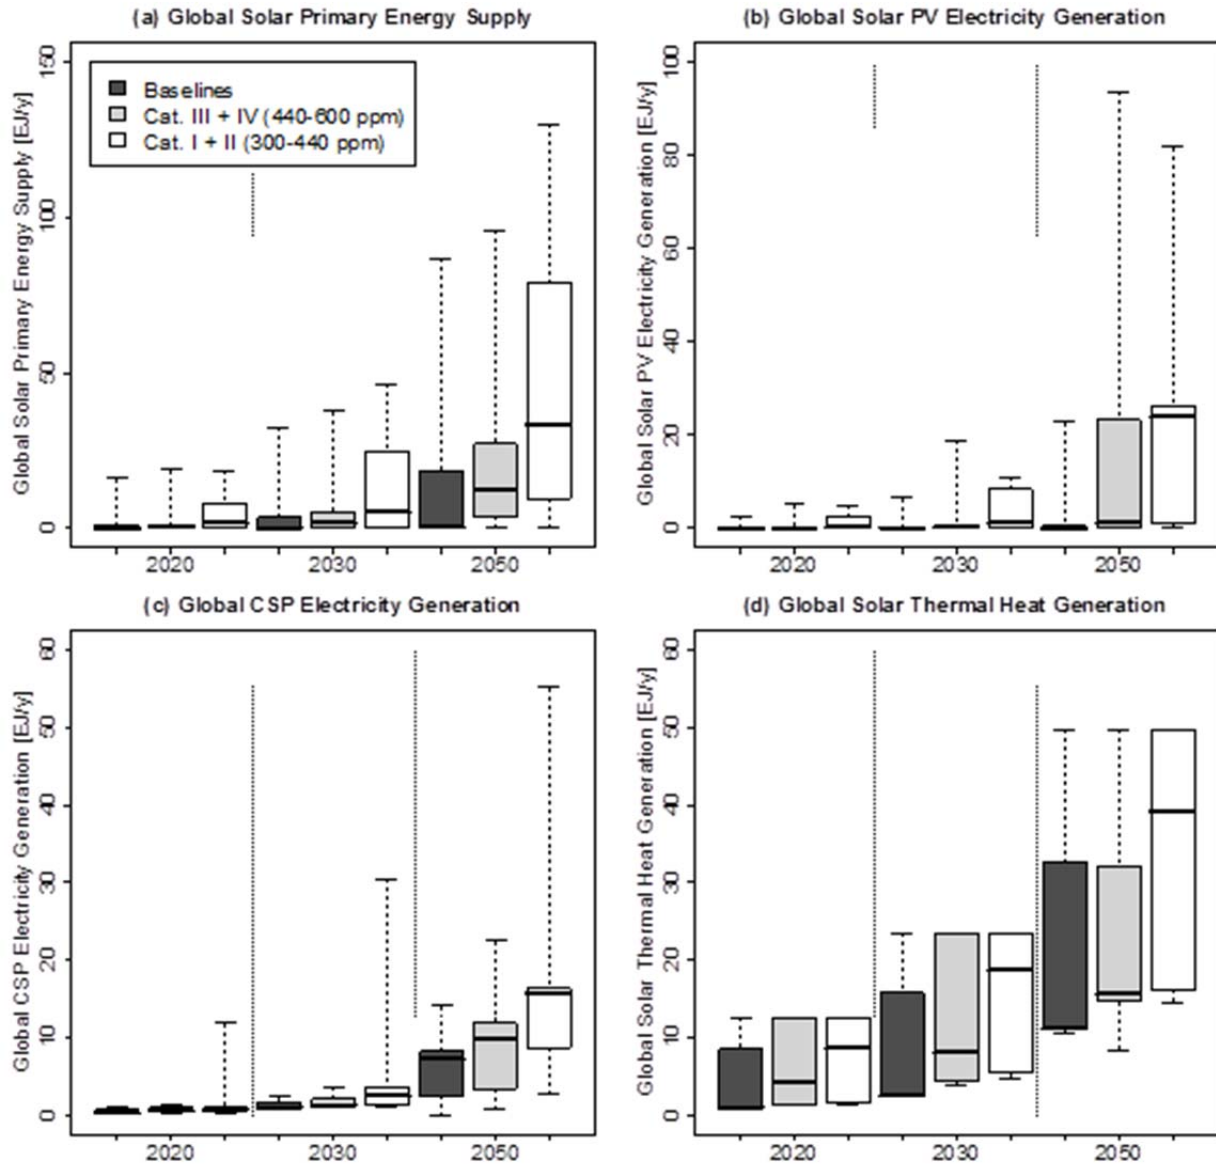 (a) Global Solar Primary Energy Supply
Global Solar Primary Energy Supply [EJ/y]
150
100
50
0
Baselines
Cat. III + IV (440-600 ppm)
Cat. I + II (300-440 ppm)
2020 2030 2050
(b) Global Solar PV Electricity Generation
Global Solar PV Electricity Generation [EJ/y]
100
80
60
40
20
0
2020 2030 2050
(c) Global CSP Electricity Generation
Global CSP Electricity Generation [EJ/y]
60
50
40
30
20
10
0
2020 2030 2050
(d) Global Solar Thermal Heat Generation
Global Solar Thermal Heat Generation [EJ/y]
60
50
40
30
20
10
0
2020 2030 2050